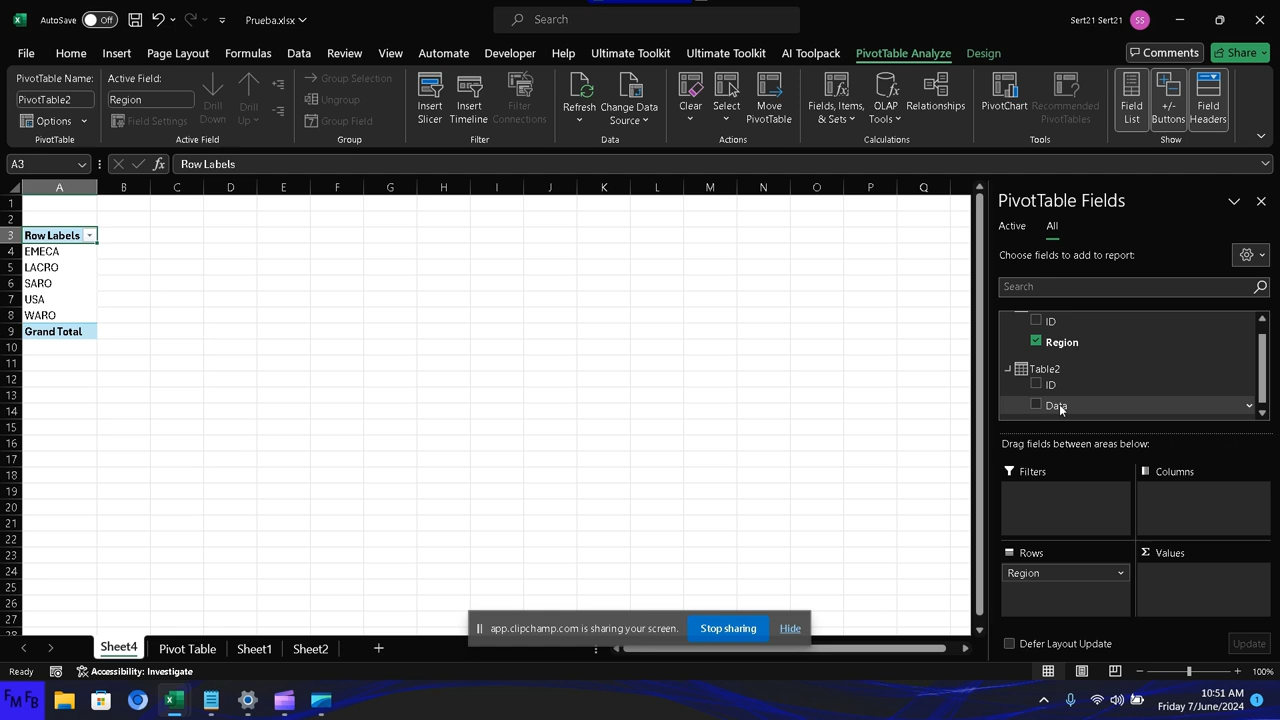 AutoSave Off Prueba.xlsx Search Sert21 Sert21 SS
File Home Insert Page Layout Formulas Data Review View Automate Developer Help Ultimate Toolkit Ultimate Toolkit AI Toolpack PivotTable Analyze Design Comments Share
PivotTable Name:
PivotTable2
Options
PivotTable
Active Field:
Region
Field Settings
Drill Down
Drill Up
Active Field
Group Selection
Ungroup
Group Field
Group
Insert Slicer
Insert Timeline
Filter Connections
Filter
Refresh
Change Data Source
Data
Clear
Select
Move PivotTable
Actions
Fields, Items, & Sets
OLAP Tools
Relationships
Calculations
PivotChart
Recommended PivotTables
Tools
Field List
+/- Buttons
Field Headers
Show
A3 fx Row Labels
A B C D E F G H I J K L M N O P Q
1
2
3 Row Labels
4 EMECA
5 LACRO
6 SARO
7 USA
8 WARO
9 Grand Total
10
11
12
13
14
15
16
17
18
19
20
21
22
23
24
25
26
27
28
PivotTable Fields
Active All
Choose fields to add to report:
Search
ID
Region
Table2
ID
Data
Drag fields between areas below:
Filters
Columns
Rows
Region
Values
Defer Layout Update Update
app.clipchamp.com is sharing your screen. Stop sharing Hide
Sheet4 Pivot Table Sheet1 Sheet2
Ready Accessibility: Investigate 100%
FM FB
10:51 AM
Friday 7/June/2024
1